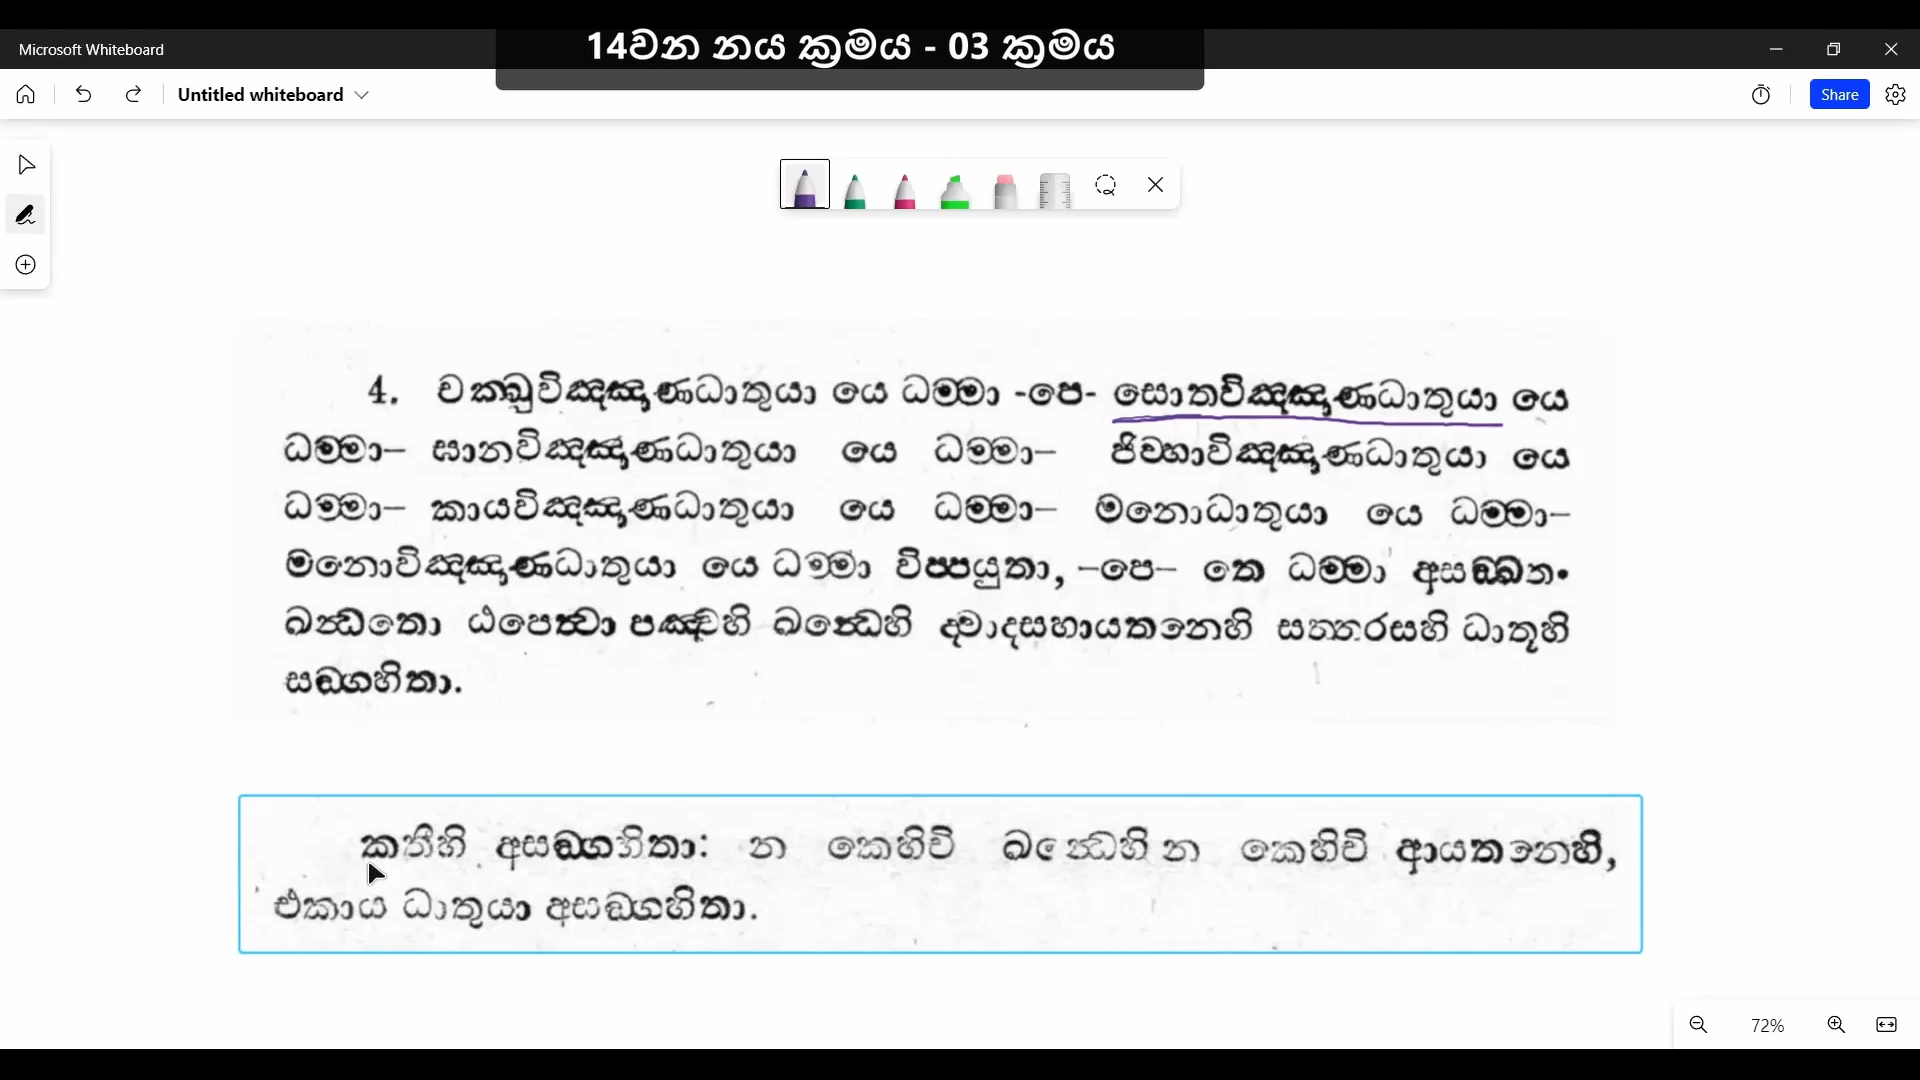 14වන නය ක්‍රමය - 03 ක්‍රමය
Microsoft Whiteboard
Untitled whiteboard
Share
4. චක්ඛුවිඤ්ඤාණධාතුයා යෙ ධම්මා -පෙ- සොතවිඤ්ඤාණධාතුයා යෙ
ධම්මා– ඝානවිඤ්ඤාණධාතුයා යෙ ධම්මා– ජිව්හාවිඤ්ඤාණධාතුයා යෙ
ධම්මා– කායවිඤ්ඤාණධාතුයා යෙ ධම්මා– මනොධාතුයා යෙ ධම්මා–
මනොවිඤ්ඤාණධාතුයා යෙ ධම්මා විප්පයුතා, –පෙ– තෙ ධම්මා අසඞ්ඛතං
ඛන්ධතො ඨපෙත්වා පඤ්චහි ඛන්ධෙහි ද්වාදසහායතනෙහි සත්තරසහි ධාතූහි
සඞ්ගහිතා.
කතීහි අසඞ්ගහිතා: න කෙහිචි ඛන්ධෙහි න කෙහිචි ආයතනෙහි,
එකාය ධාතුයා අසඞ්ගහිතා.
72%